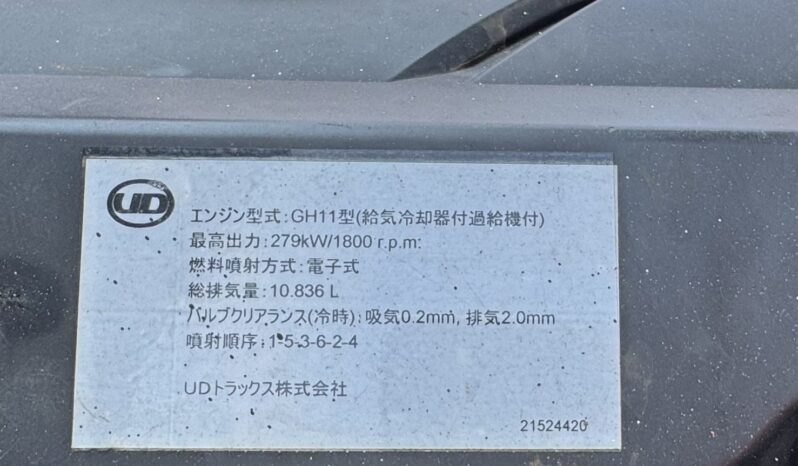 UD
エンジン型式:GH11型(給気冷却器付過給機付)
最高出力:279kW/1800 r.p.m:
燃料噴射方式:電子式
総排気量:10.836 L
バルブクリアランス(冷時):吸気0.2mm, 排気2.0mm
噴射順序:1-5-3-6-2-4
UDトラックス株式会社
21524420